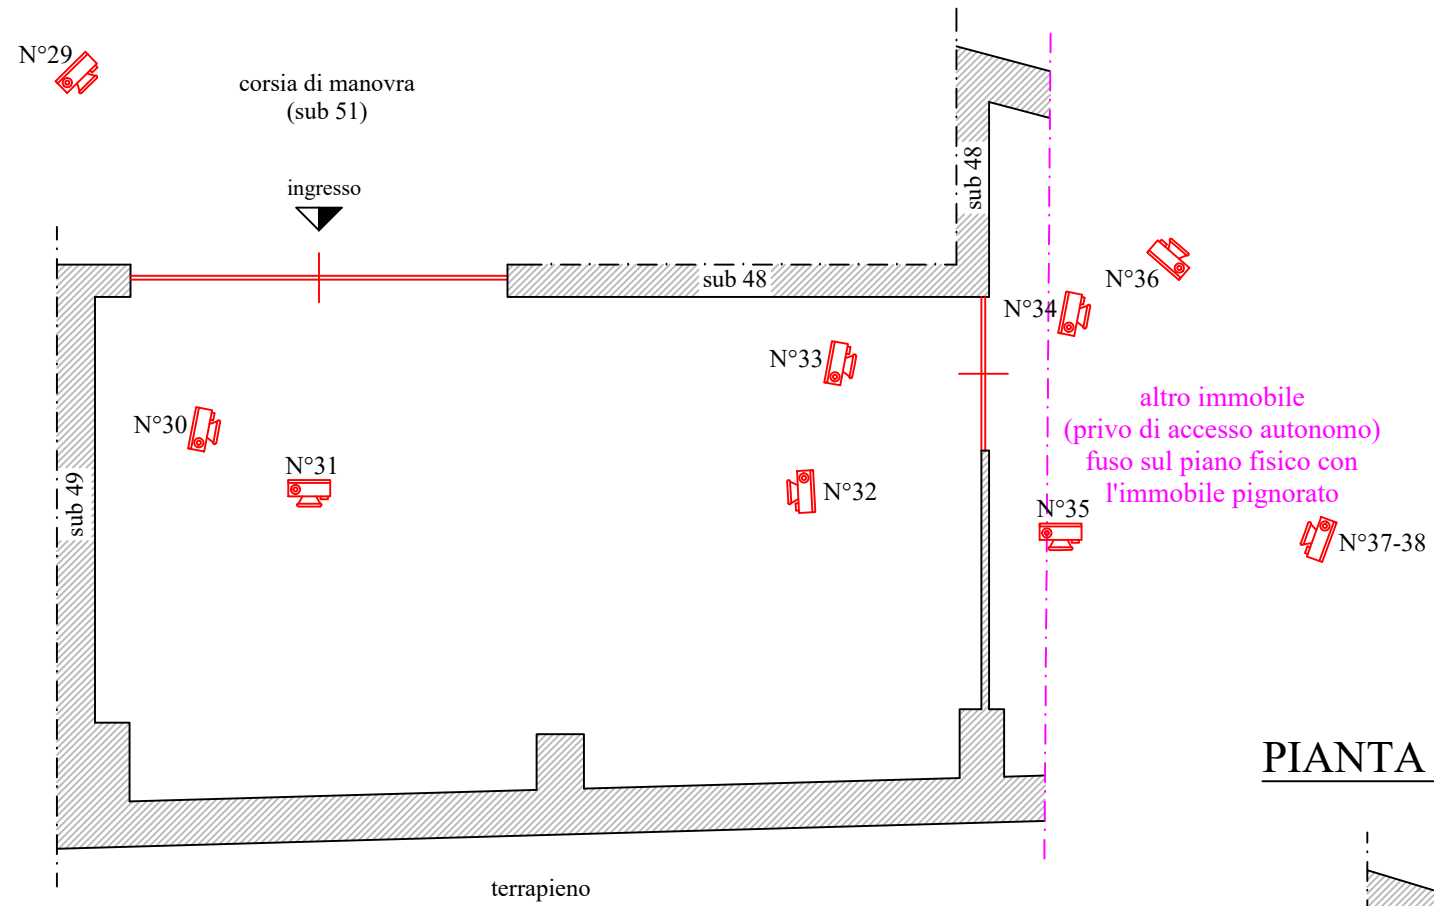 N°29
corsia di manovra
(sub 51)
ingresso
sub 48
sub 48
N°36
N°34
N°33
altro immobile
(privo di accesso autonomo)
fuso sul piano fisico con
l'immobile pignorato
N°30
N°31
N°32
sub 49
N°35
N°37-38
PIANTA
terrapieno